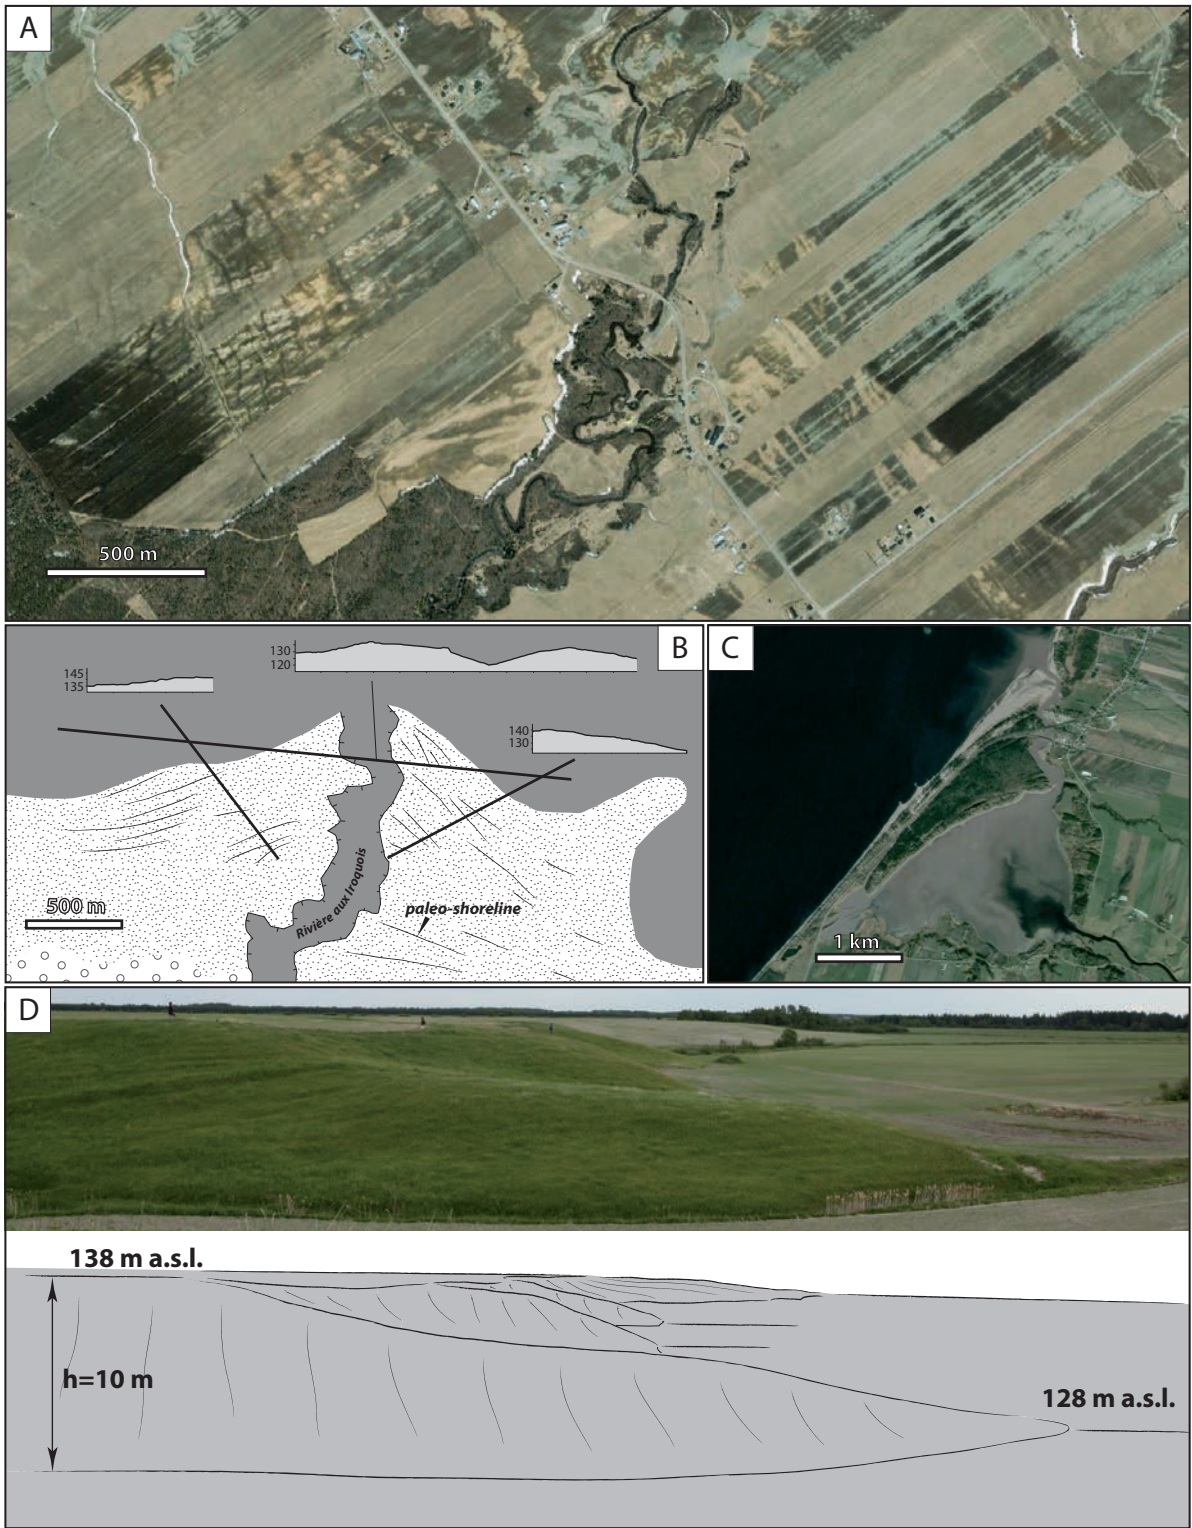 A
500 m
B
C
130
120
145
135
140
130
500 m
Rivière aux Iroquois
paleo-shoreline
1 km
D
138 m a.s.l.
h=10 m
128 m a.s.l.